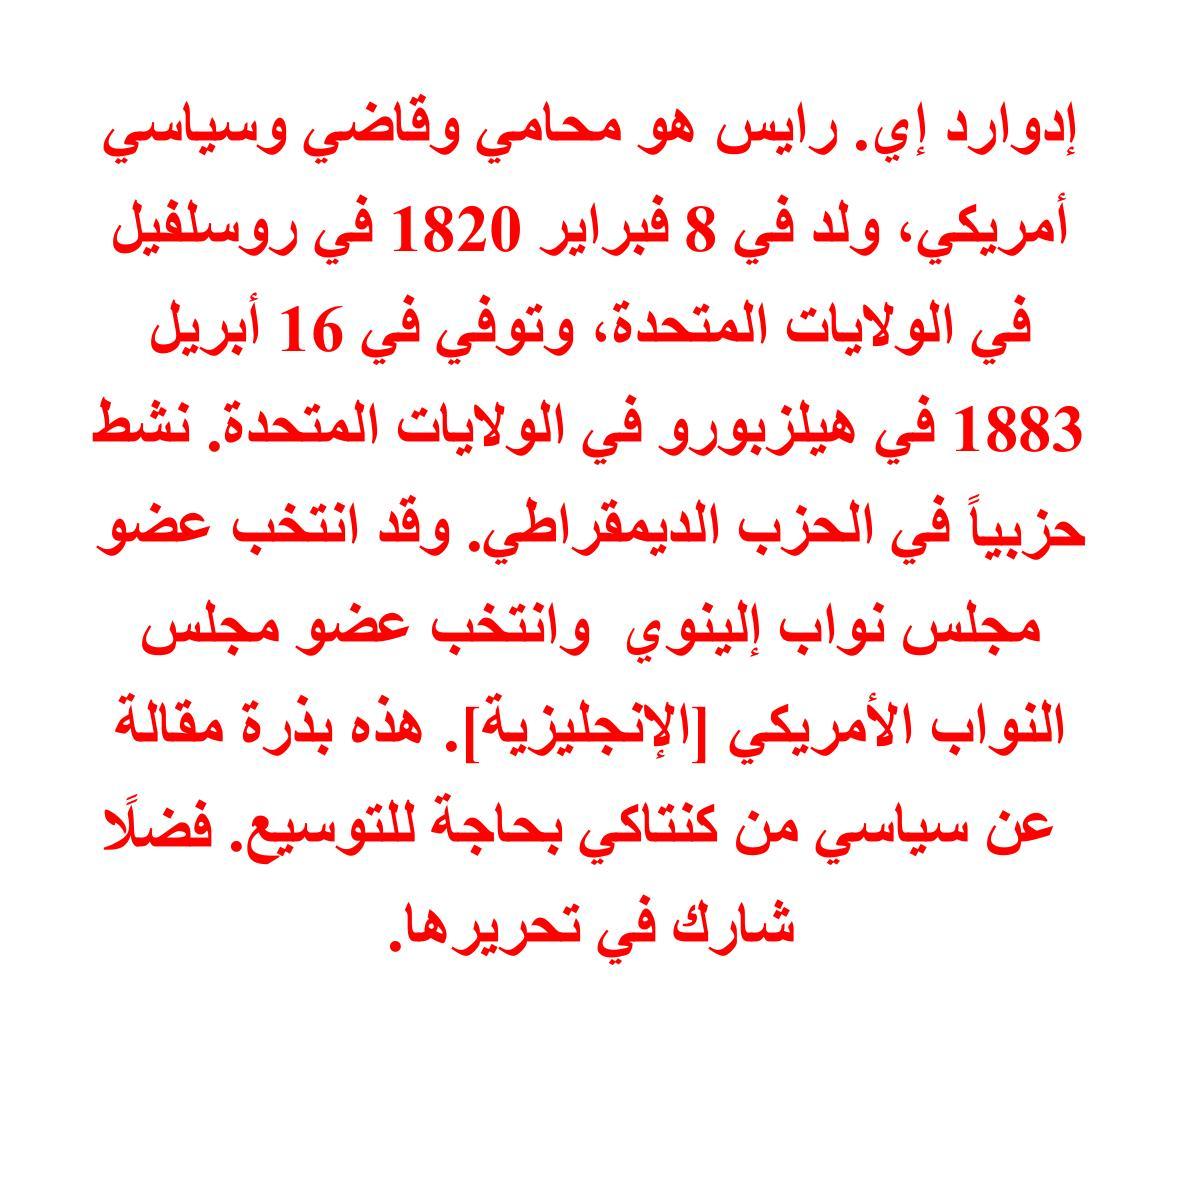 إدوارد إي. رايس هو محامي وقاضي وسياسي
أمريكي، ولد في 8 فبراير 1820 في روسلفيل
في الولايات المتحدة، وتوفي في 16 أبريل
1883 في هيلزبورو في الولايات المتحدة. نشط
حزبياً في الحزب الديمقراطي. وقد انتخب عضو
مجلس نواب إلينوي  وانتخب عضو مجلس
النواب الأمريكي [الإنجليزية]. هذه بذرة مقالة
عن سياسي من كنتاكي بحاجة للتوسيع. فضلًا
شارك في تحريرها.